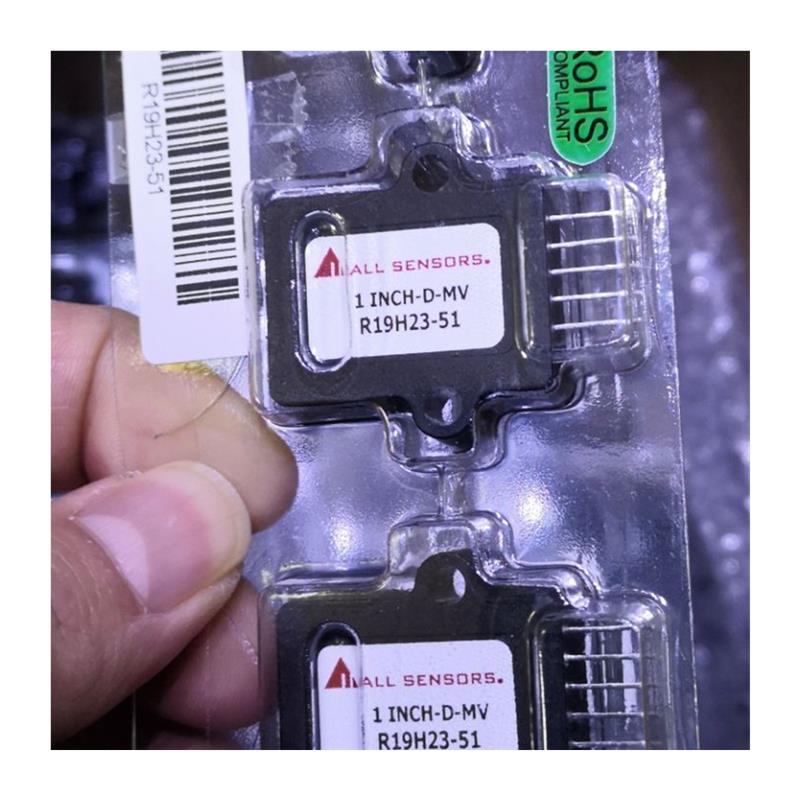 R19H23-51
RoHS
COMPLIANT
ALL SENSORS.
1 INCH-D-MV
R19H23-51
ALL SENSORS.
1 INCH-D-MV
R19H23-51